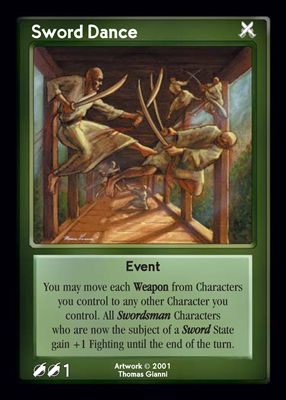 Sword Dance
Event
You may move each Weapon from Characters
you control to any other Character you
control. All Swordsman Characters
who are now the subject of a Sword State
gain +1 Fighting until the end of the turn.
1
Artwork © 2001
Thomas Gianni